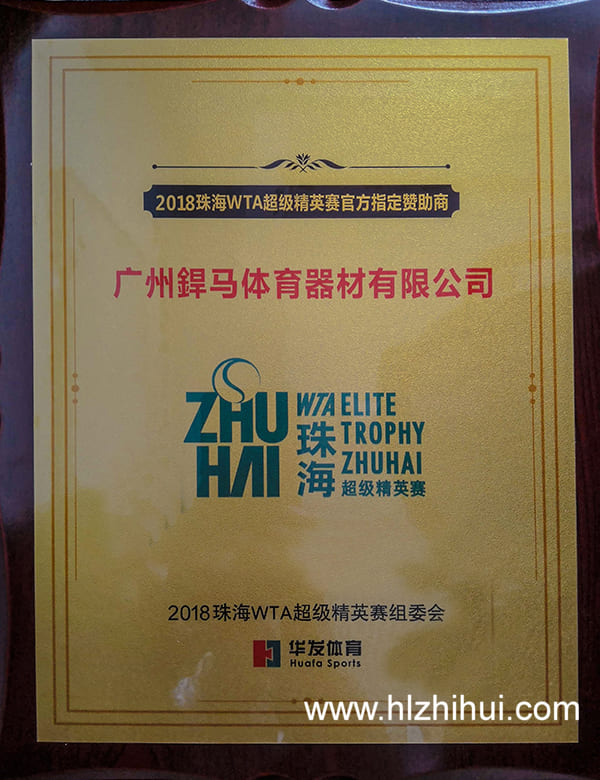 2018珠海WTA超级精英赛官方指定赞助商
广州銲马体育器材有限公司
ZHU
HAI
WTA
珠海
ELITE
TROPHY
ZHUHAI
超级精英赛
2018珠海WTA超级精英赛组委会
华发体育
Huafa Sports
www.hlzhihui.com